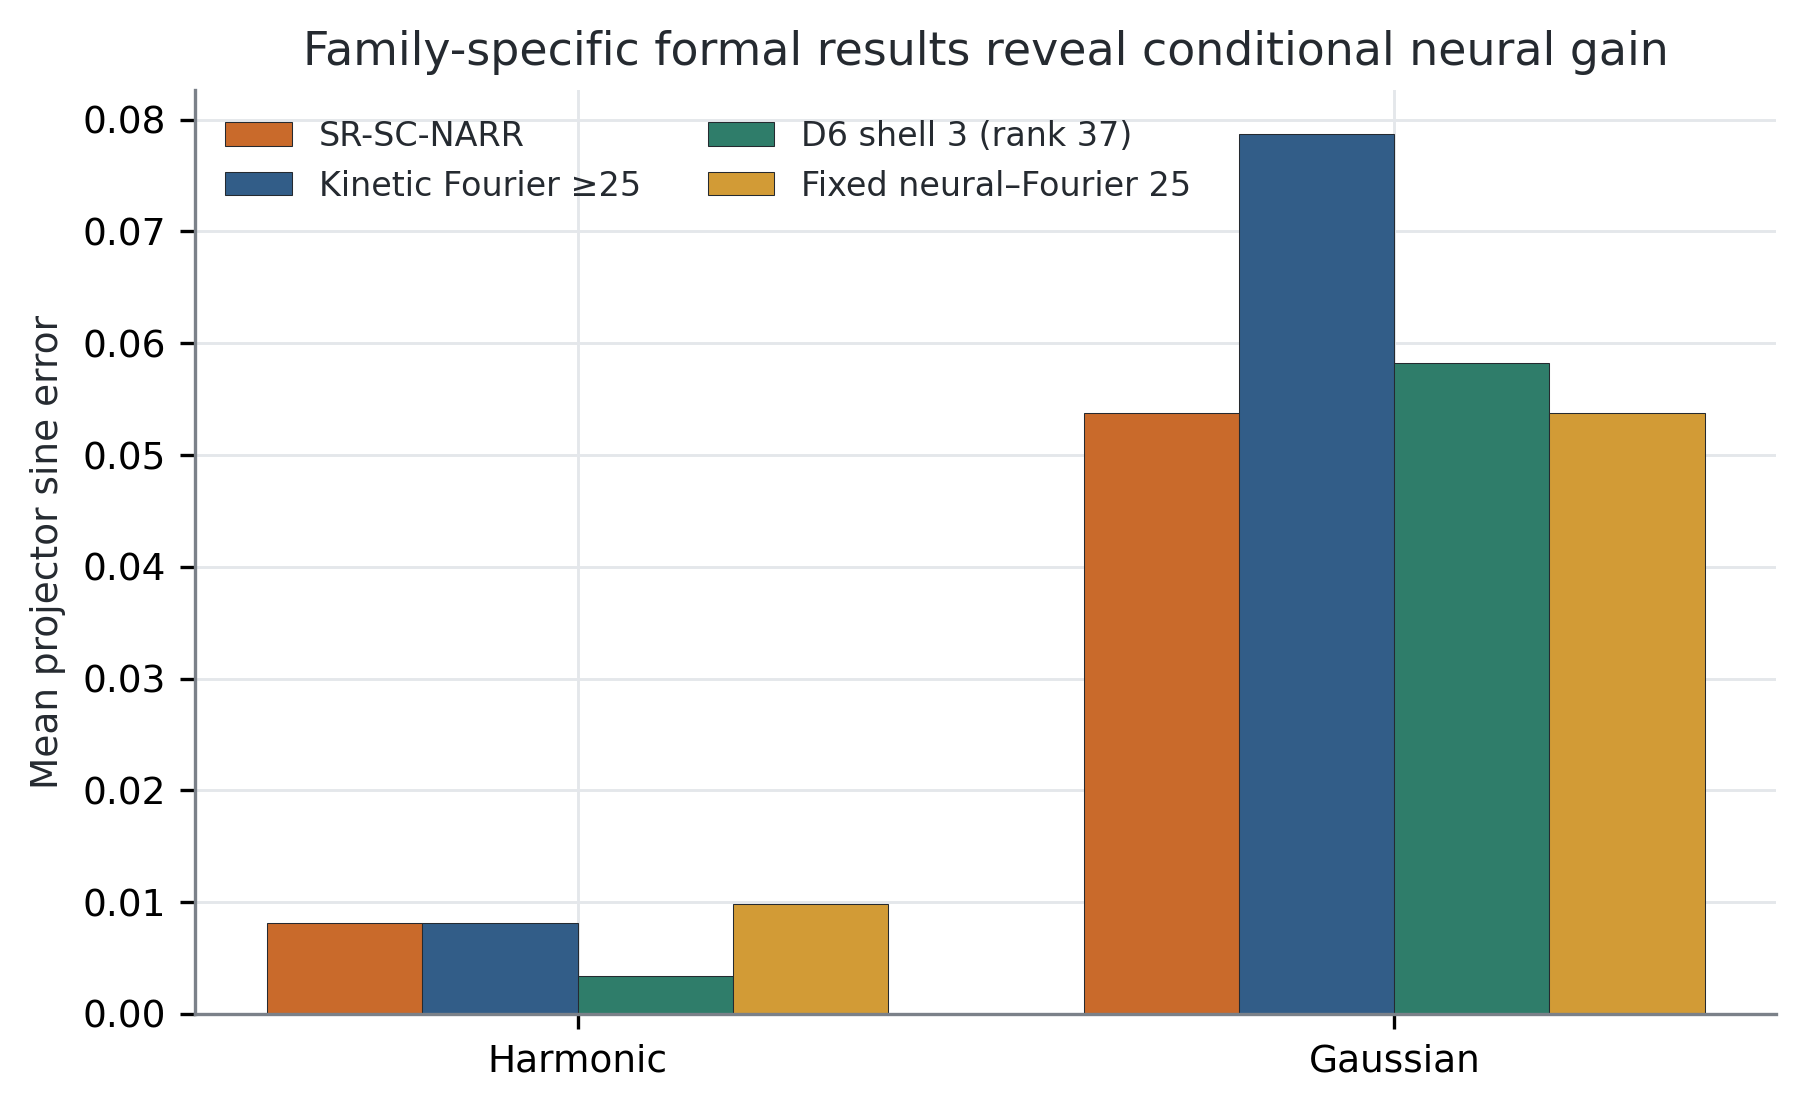 Family-specific formal results reveal conditional neural gain
SR-SC-NARR
Kinetic Fourier ≥25
D6 shell 3 (rank 37)
Fixed neural–Fourier 25
Mean projector sine error
0.08
0.07
0.06
0.05
0.04
0.03
0.02
0.01
0.00
Harmonic
Gaussian